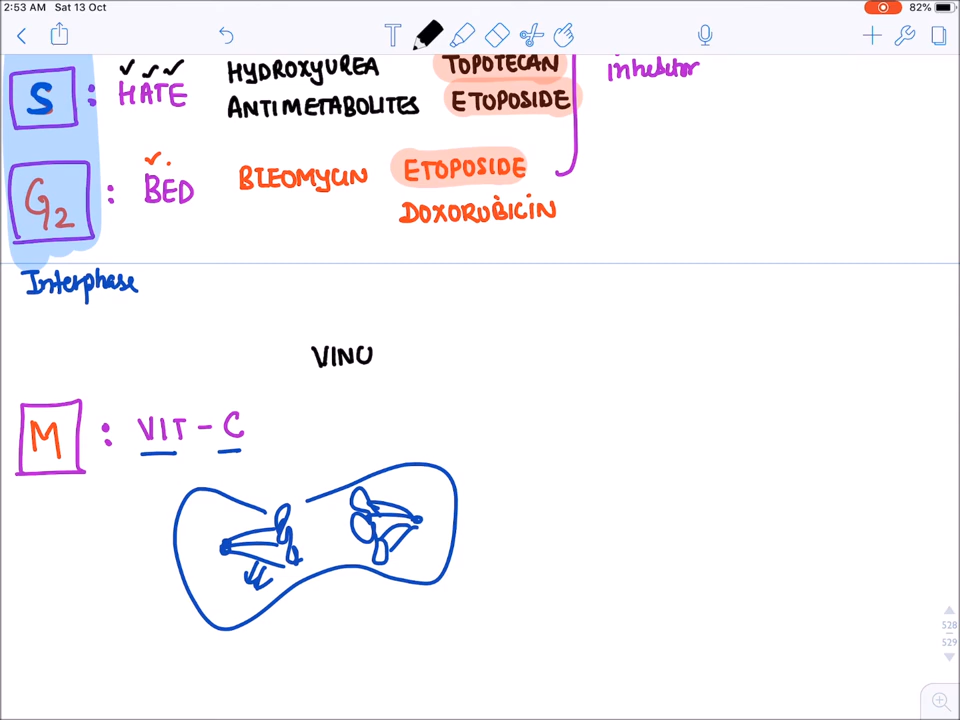 2:53 AM Sat 13 Oct 82%
T
S : HATE HYDROXYUREA TOPOTECAN inhibitor
ANTIMETABOLITES ETOPOSIDE
G2 : BED BLEOMYCIN ETOPOSIDE
DOXORUBICIN
Interphase
VINC
M : VIT - C
528
529